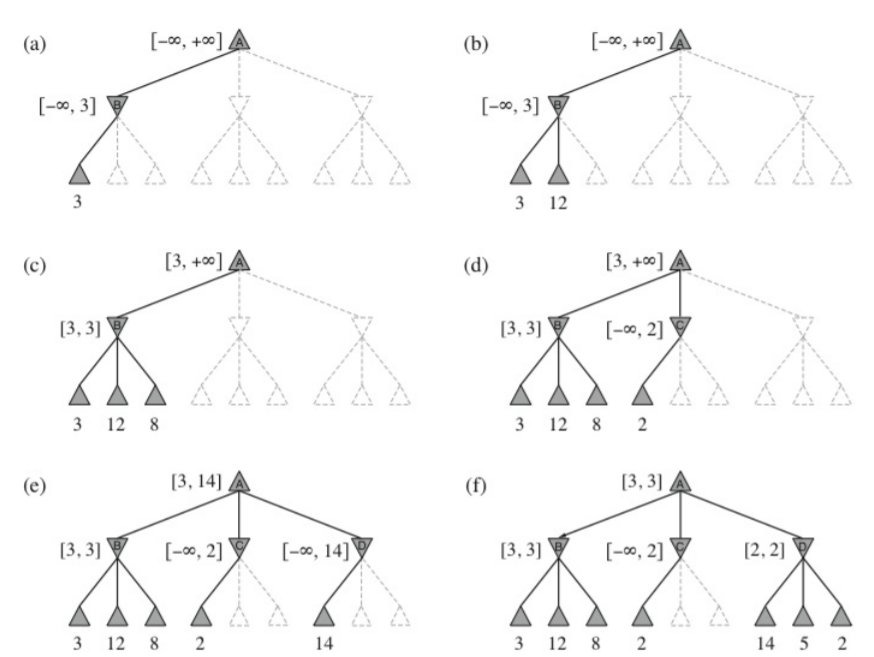 (a) [−∞, +∞] A
[−∞, 3] B
3
(b) [−∞, +∞] A
[−∞, 3] B
3 12
(c) [3, +∞] A
[3, 3] B
3 12 8
(d) [3, +∞] A
[3, 3] B [−∞, 2] C
3 12 8 2
(e) [3, 14] A
[3, 3] B [−∞, 2] C [−∞, 14] D
3 12 8 2 14
(f) [3, 3] A
[3, 3] B [−∞, 2] C [2, 2] D
3 12 8 2 14 5 2